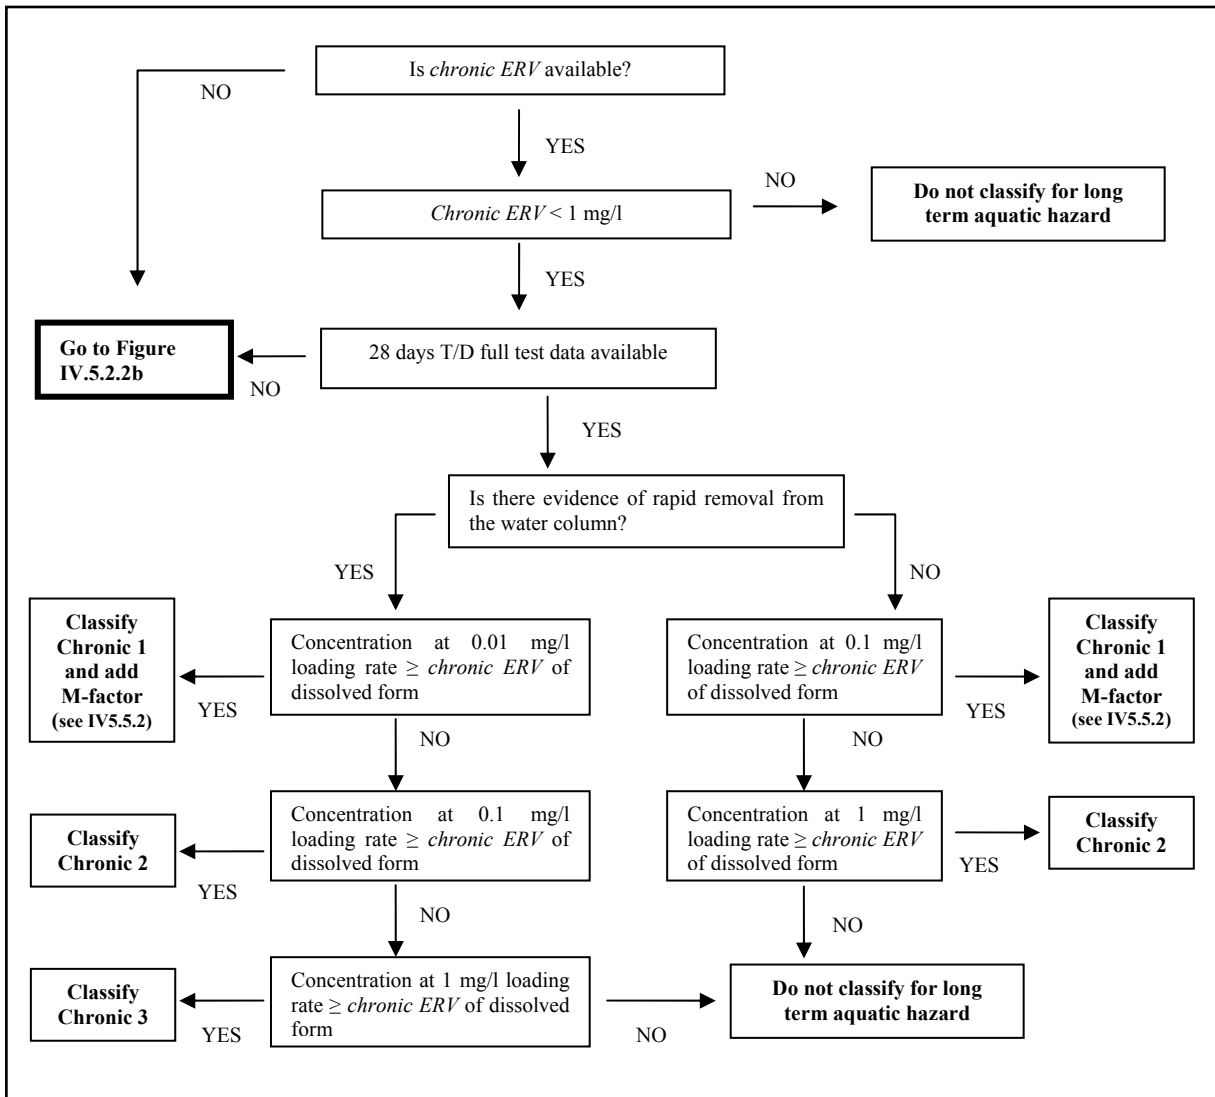 Is chronic ERV available?
NO
YES
Chronic ERV < 1 mg/l
NO
Do not classify for long
term aquatic hazard
YES
Go to Figure
IV.5.2.2b
NO
28 days T/D full test data available
YES
Is there evidence of rapid removal from
the water column?
YES
NO
Classify
Chronic 1
and add
M-factor
(see IV5.5.2)
YES
Concentration at 0.01 mg/l
loading rate ≥ chronic ERV of
dissolved form
Concentration at 0.1 mg/l
loading rate ≥ chronic ERV
of dissolved form
YES
Classify
Chronic 1
and add
M-factor
(see IV5.5.2)
NO
NO
Classify
Chronic 2
YES
Concentration at 0.1 mg/l
loading rate ≥ chronic ERV of
dissolved form
Concentration at 1 mg/l
loading rate ≥ chronic ERV
of dissolved form
YES
Classify
Chronic 2
NO
NO
Classify
Chronic 3
YES
Concentration at 1 mg/l loading
rate ≥ chronic ERV of dissolved
form
NO
Do not classify for long
term aquatic hazard